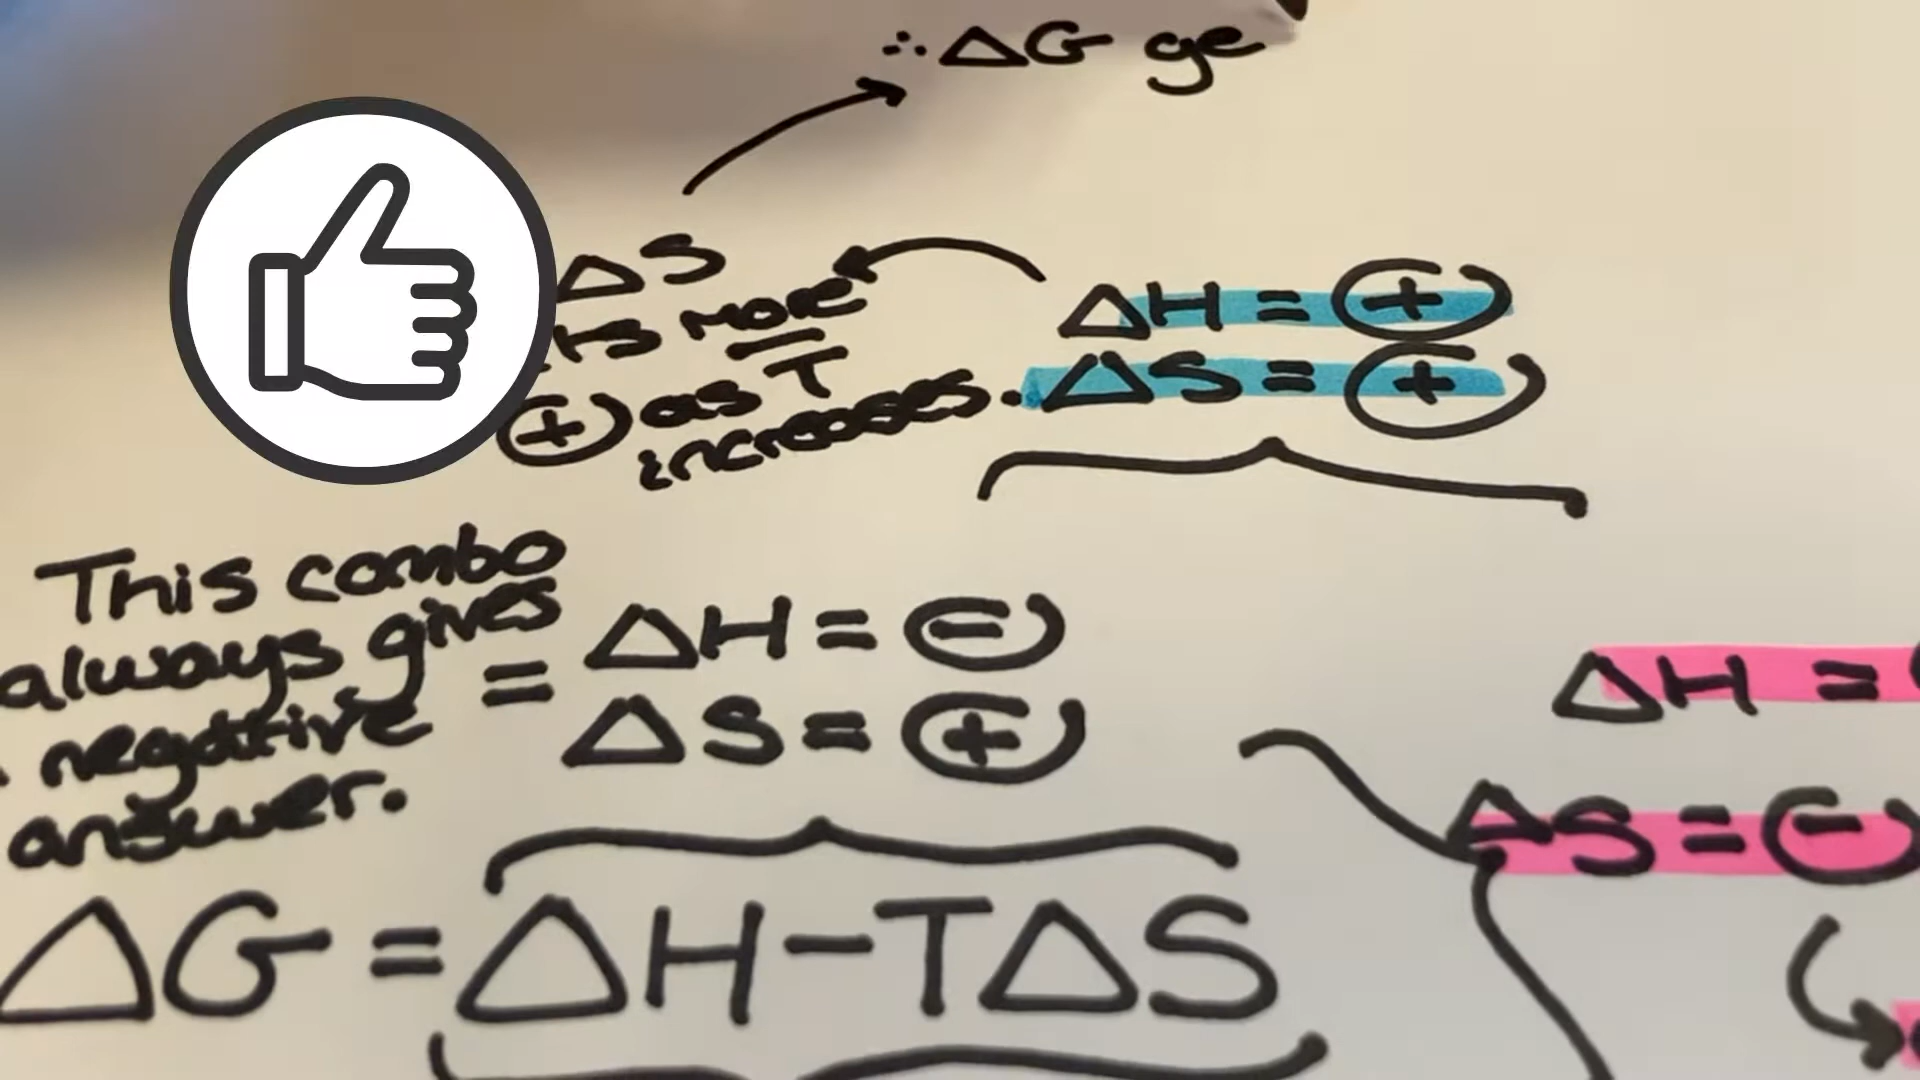 ∴ ΔG ge
ΔS
more
⊕ as T
increases.
ΔH = ⊕
ΔS = ⊕
This combo
always gives
negative
answer.
= ΔH = ⊖
ΔS = ⊕
ΔH =
ΔS = ⊖
ΔG = ΔH - TΔS